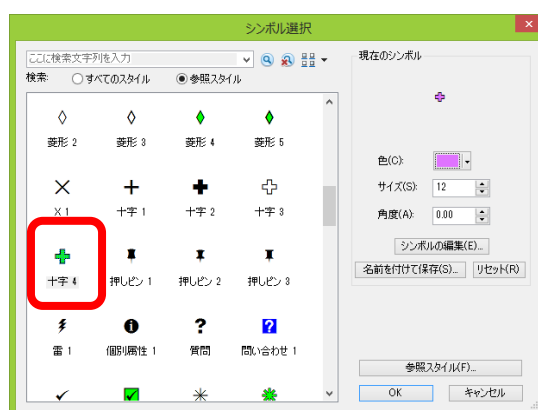 シンボル選択
ここに検索文字列を入力
検索: すべてのスタイル 参照スタイル
菱形 2 菱形 3 菱形 4 菱形 5
X 1 十字 1 十字 2 十字 3
十字 4 押しピン 1 押しピン 2 押しピン 3
雷 1 個別属性 1 質問 問い合わせ 1
現在のシンボル
色(C):
サイズ(S): 12
角度(A): 0.00
シンボルの編集(E)...
名前を付けて保存(S)... リセット(R)
参照スタイル(F)...
OK キャンセル